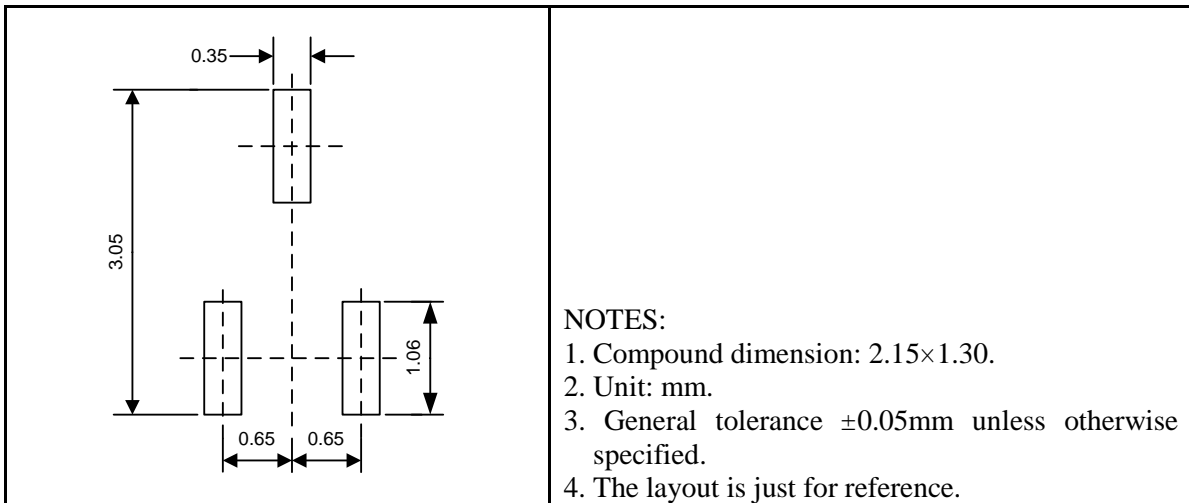 0.35
3.05
1.06
0.65
0.65
NOTES:
1. Compound dimension: 2.15×1.30.
2. Unit: mm.
3. General tolerance ±0.05mm unless otherwise
specified.
4. The layout is just for reference.